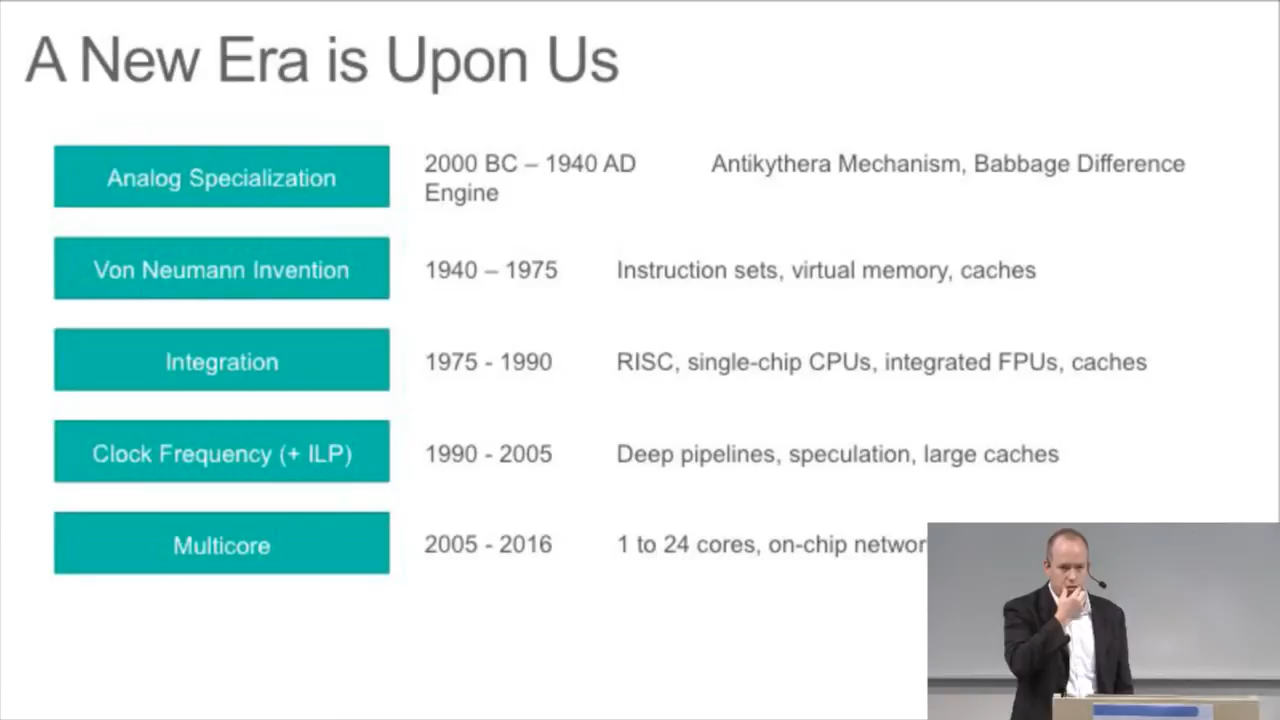 A New Era is Upon Us
Analog Specialization
2000 BC – 1940 AD Antikythera Mechanism, Babbage Difference
Engine
Von Neumann Invention
1940 – 1975 Instruction sets, virtual memory, caches
Integration
1975 - 1990 RISC, single-chip CPUs, integrated FPUs, caches
Clock Frequency (+ ILP)
1990 - 2005 Deep pipelines, speculation, large caches
Multicore
2005 - 2016 1 to 24 cores, on-chip